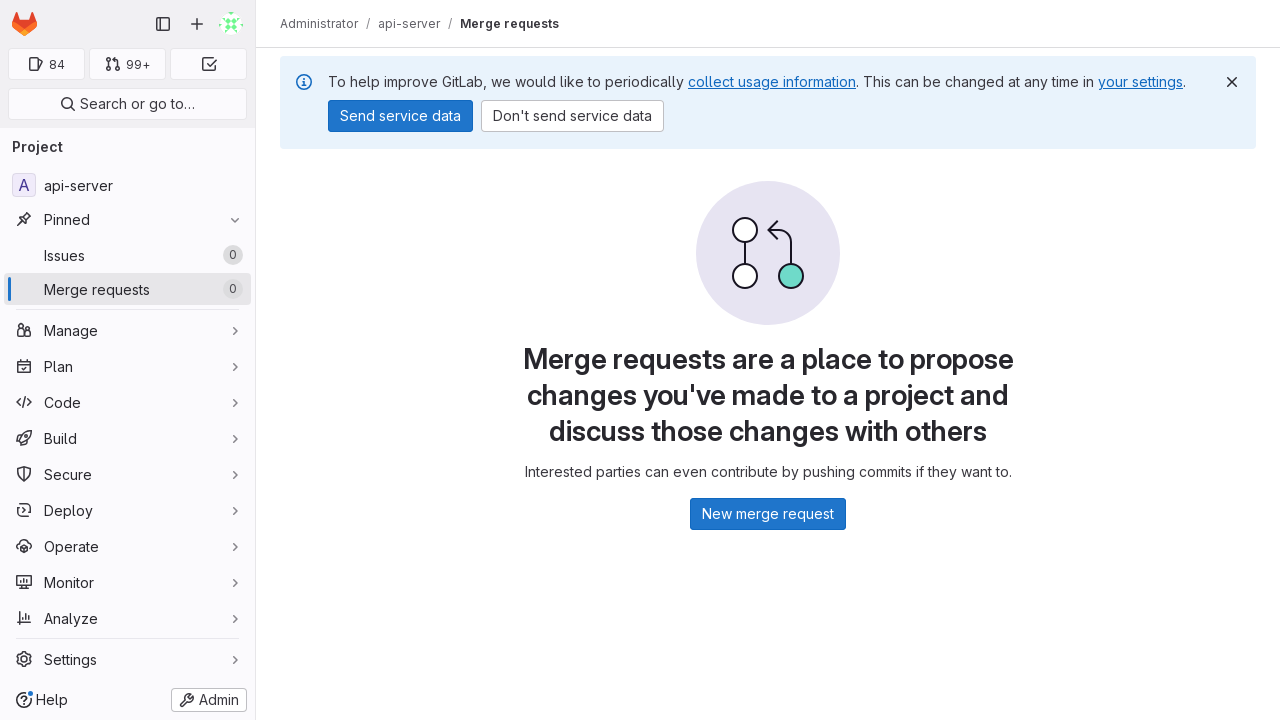 Administrator / api-server / Merge requests
84
99+
Search or go to…
Project
A api-server
Pinned
Issues 0
Merge requests 0
Manage
Plan
Code
Build
Secure
Deploy
Operate
Monitor
Analyze
Settings
Help
Admin
To help improve GitLab, we would like to periodically collect usage information. This can be changed at any time in your settings.
Send service data
Don't send service data
Merge requests are a place to propose
changes you've made to a project and
discuss those changes with others
Interested parties can even contribute by pushing commits if they want to.
New merge request